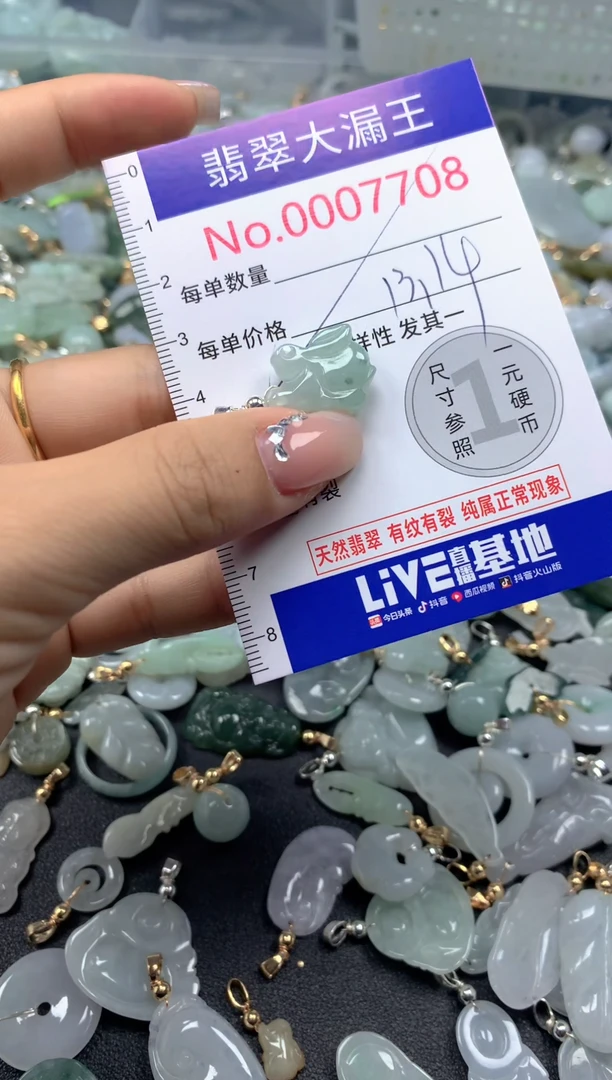 翡翠大漏王
No.0007708
每单数量
13,14
每单价格
样性 发其一
一元硬币
尺寸参照
1
有裂
天然翡翠 有纹有裂 纯属正常现象
LiVE直播基地
今日头条 抖音 西瓜视频 抖音火山版
0
1
2
3
4
7
8